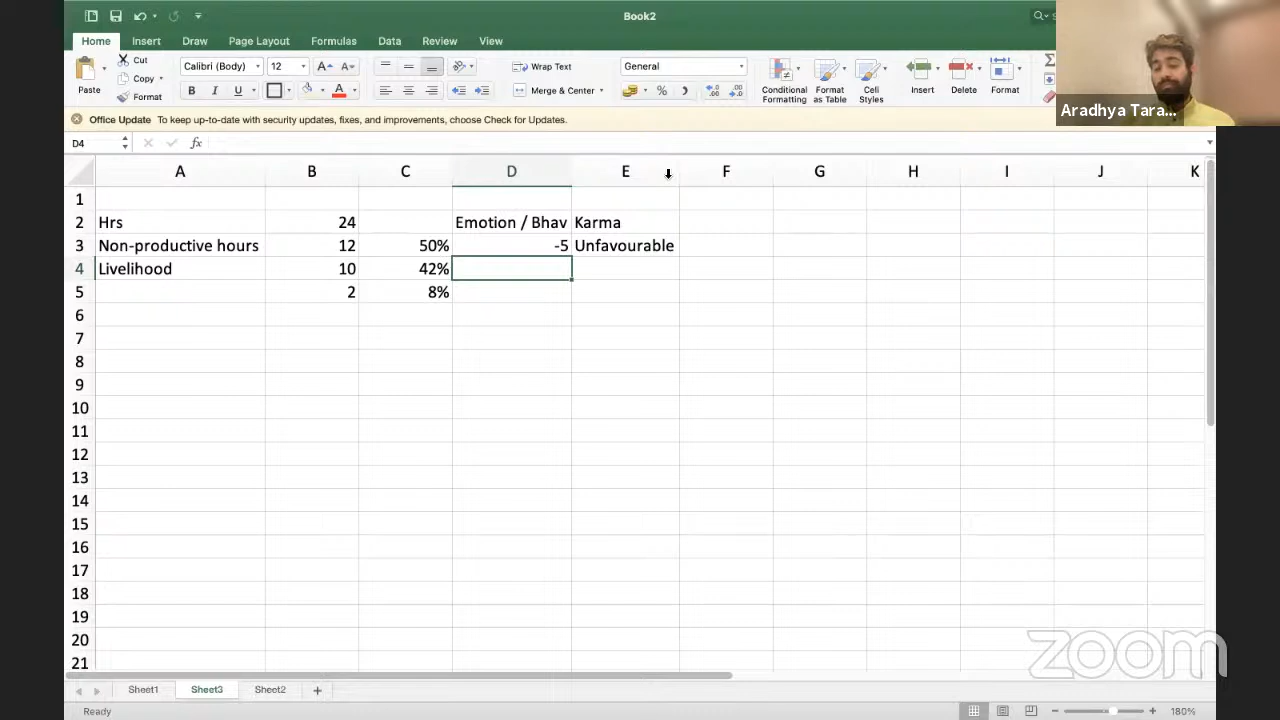 Book2
Home Insert Draw Page Layout Formulas Data Review View
Paste
Cut
Copy
Format
Calibri (Body) 12
A A
B I U A
Wrap Text
Merge & Center
General
%
Conditional Formatting
Format as Table
Cell Styles
Insert
Delete
Format
Aradhya Tara...
Office Update To keep up-to-date with security updates, fixes, and improvements, choose Check for Updates.
D4 fx
A B C D E F G H I J K
1
2 Hrs 24 Emotion / Bhav Karma
3 Non-productive hours 12 50% -5 Unfavourable
4 Livelihood 10 42%
5 2 8%
6
7
8
9
10
11
12
13
14
15
16
17
18
19
20
21
zoom
Sheet1 Sheet3 Sheet2 +
Ready 180%